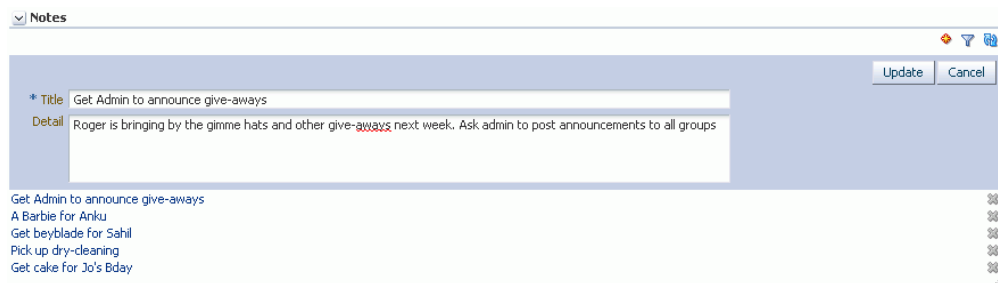 Notes
Update Cancel
* Title Get Admin to announce give-aways
Detail Roger is bringing by the gimme hats and other give-aways next week. Ask admin to post announcements to all groups
Get Admin to announce give-aways
A Barbie for Anku
Get beyblade for Sahil
Pick up dry-cleaning
Get cake for Jo's Bday